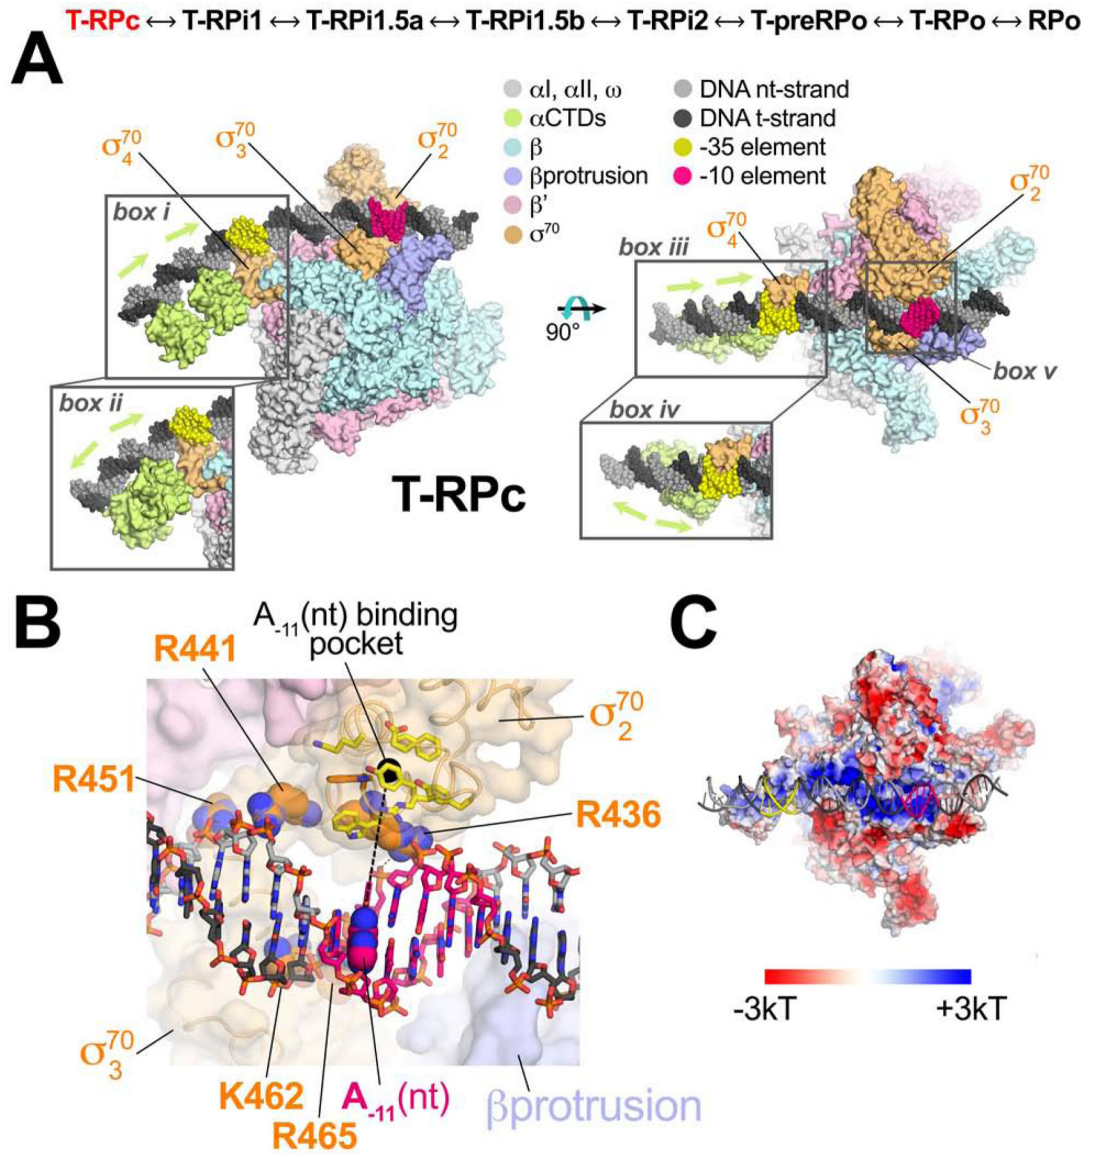 T-RPc ↔ T-RPi1 ↔ T-RPi1.5a ↔ T-RPi1.5b ↔ T-RPi2 ↔ T-preRPo ↔ T-RPo ↔ RPo
A
αI, αII, ω
αCTDs
β
βprotrusion
β'
σ⁷⁰
DNA nt-strand
DNA t-strand
-35 element
-10 element
σ⁷⁰₄
σ⁷⁰₃
σ⁷⁰₂
box i
box ii
T-RPc
90°
σ⁷⁰₄
σ⁷⁰₂
box iii
box v
σ⁷⁰₃
box iv
B
A₋₁₁(nt) binding
pocket
R441
σ⁷⁰₂
R451
R436
σ⁷⁰₃
K462
A₋₁₁(nt)
R465
βprotrusion
C
-3kT
+3kT